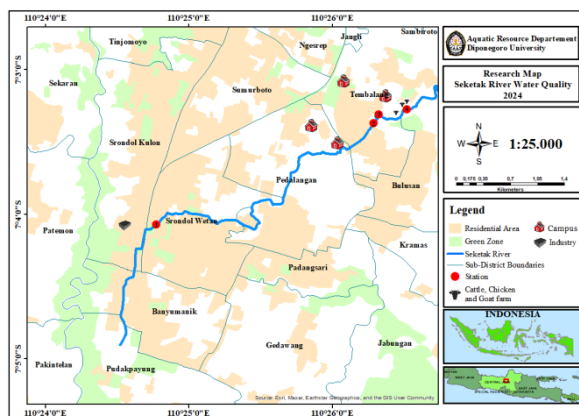 110°24'0"E
110°25'0"E
110°26'0"E
Tinjomoyo
Ngesrep
Jangli
Sambiroto
7°3'0"S
Sekaran
Sumurboto
Tembalang
Srondol Kulon
Pedalangan
Bulusan
7°4'0"S
Patemon
Srondol Wetan
Kramas
Padangsari
Banyumanik
Gedawang
Jabungan
7°5'0"S
Pakintelan
Pudakpayung
Source: Esri, Maxar, Earthstar Geographics, and the GIS User Community
110°24'0"E
110°25'0"E
110°26'0"E
Aquatic Resource Departement
Diponegoro University
Research Map
Seketak River Water Quality
2024
N
W E
S
1:25.000
0 0,175 0,35 0,7 1,05 1,4
Kilometers
Legend
Residential Area
Green Zone
Seketak River
Sub-District Boundaries
Station
Cattle, Chicken
and Goat farm
Campus
Industry
INDONESIA
CENTRAL